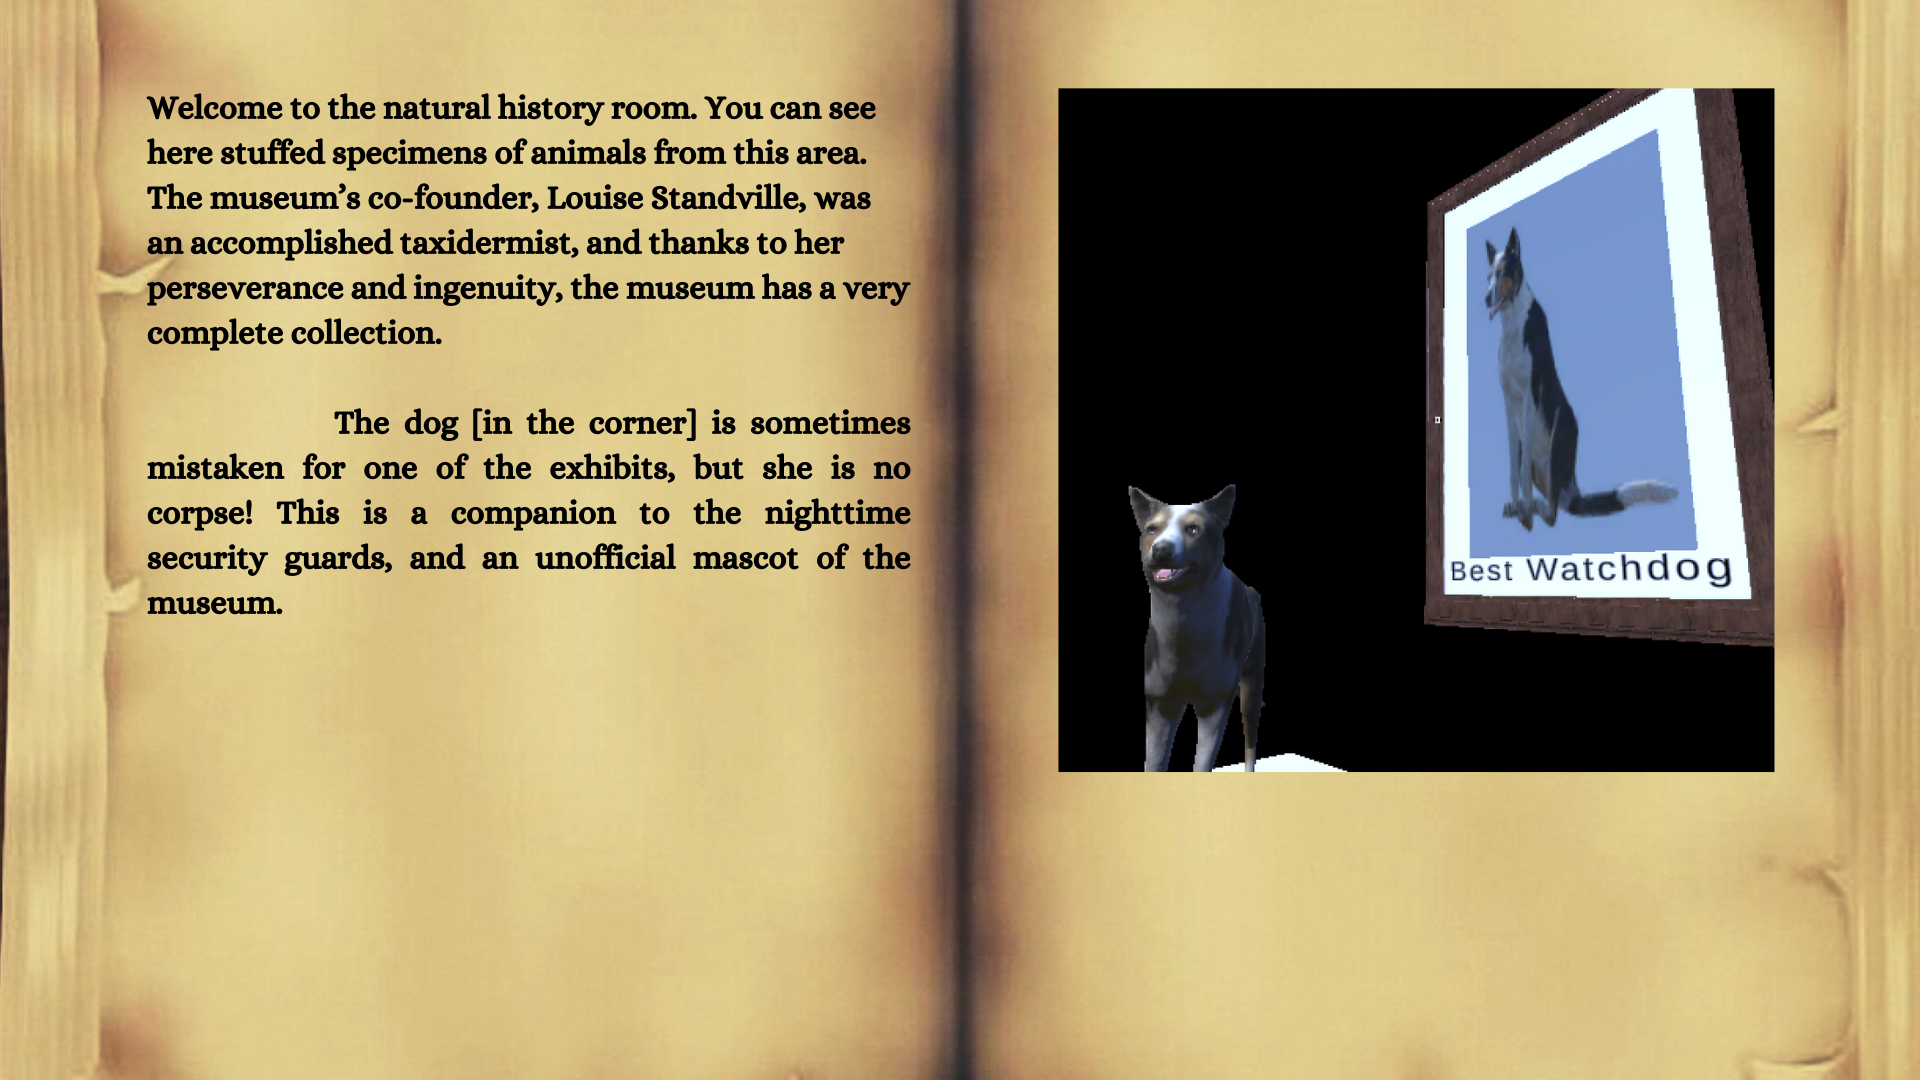 Welcome to the natural history room. You can see
here stuffed specimens of animals from this area.
The museum’s co-founder, Louise Standville, was
an accomplished taxidermist, and thanks to her
perseverance and ingenuity, the museum has a very
complete collection.
The dog [in the corner] is sometimes
mistaken for one of the exhibits, but she is no
corpse! This is a companion to the nighttime
security guards, and an unofficial mascot of the
museum.
Best Watchdog